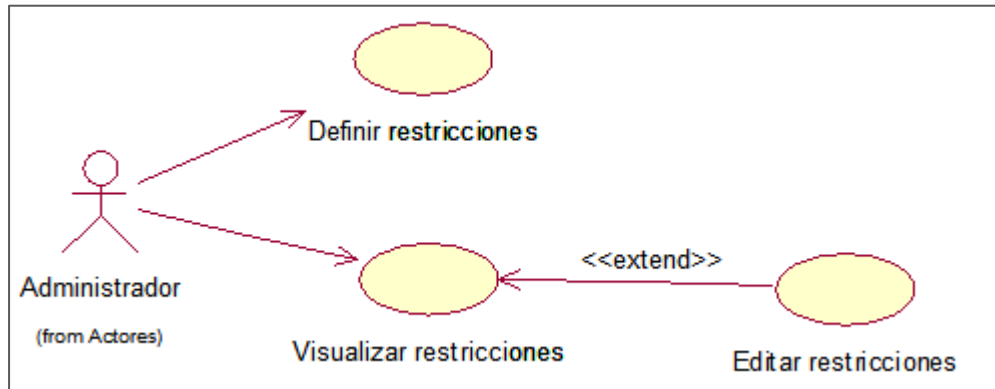 Definir restricciones
Administrador
(from Actores)
<<extend>>
Visualizar restricciones
Editar restricciones